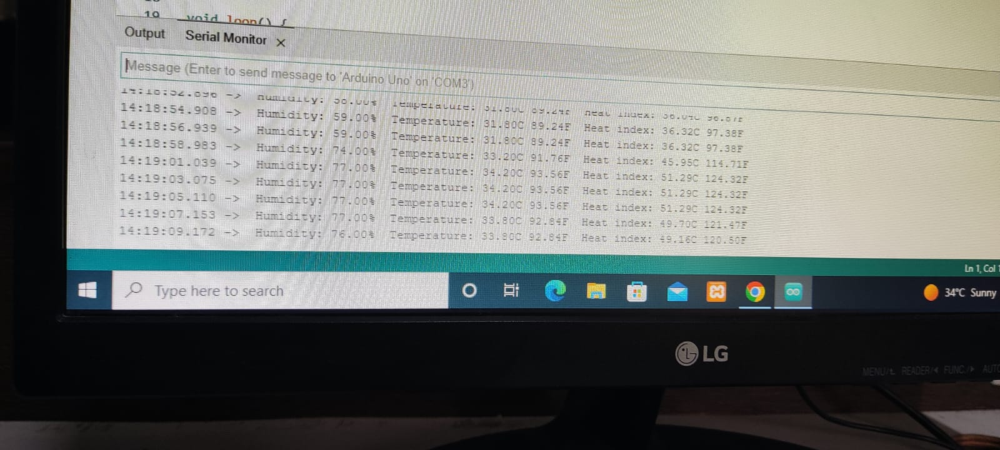 19 void loop() {
Output Serial Monitor X
Message (Enter to send message to 'Arduino Uno' on 'COM3')
Humidity: Temperature: 31.80C 89.24F Heat index:
14:18:54.908 -> Humidity: 59.00% Temperature: 31.80C 89.24F Heat index: 36.32C 97.38F
14:18:56.939 -> Humidity: 59.00% Temperature: 31.80C 89.24F Heat index: 36.32C 97.38F
14:18:58.983 -> Humidity: 74.00% Temperature: 33.20C 91.76F Heat index: 45.95C 114.71F
14:19:01.039 -> Humidity: 77.00% Temperature: 34.20C 93.56F Heat index: 51.29C 124.32F
14:19:03.075 -> Humidity: 77.00% Temperature: 34.20C 93.56F Heat index: 51.29C 124.32F
14:19:05.110 -> Humidity: 77.00% Temperature: 34.20C 93.56F Heat index: 51.29C 124.32F
14:19:07.153 -> Humidity: 77.00% Temperature: 33.80C 92.84F Heat index: 49.70C 121.47F
14:19:09.172 -> Humidity: 76.00% Temperature: 33.80C 92.84F Heat index: 49.16C 120.50F
Ln 1, Col 1
Type here to search
34°C Sunny
LG
MENU/ READER/ FUNC./ AUTO